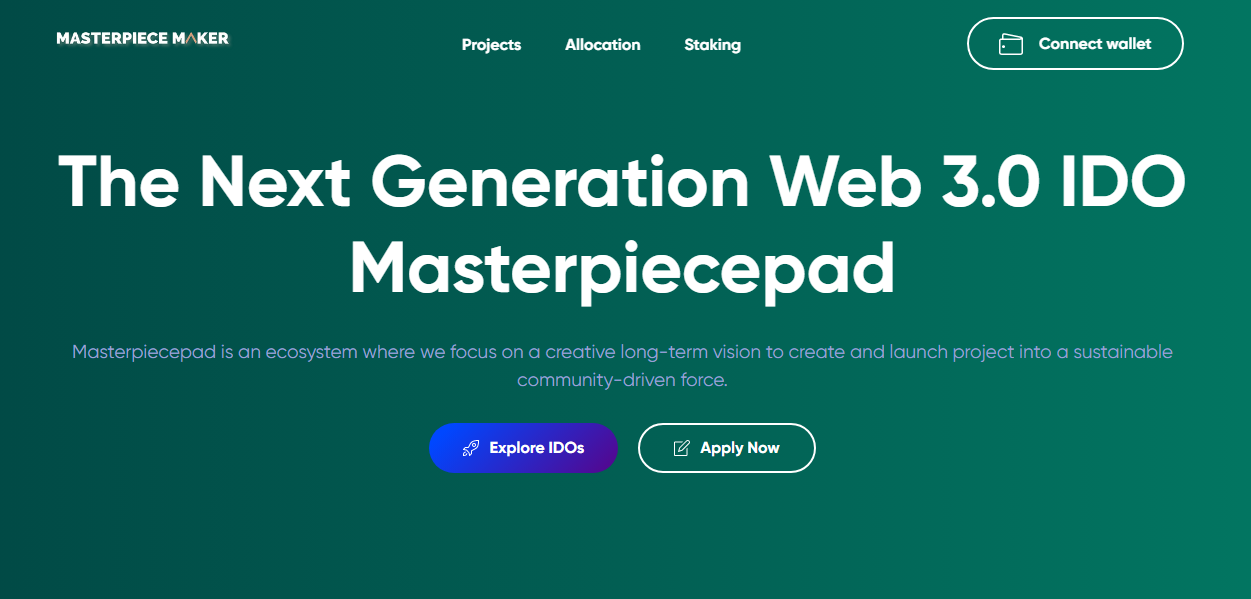 MASTERPIECE MAKER
Projects
Allocation
Staking
Connect wallet
The Next Generation Web 3.0 IDO
Masterpiecepad
Masterpiecepad is an ecosystem where we focus on a creative long-term vision to create and launch project into a sustainable
community-driven force.
Explore IDOs
Apply Now